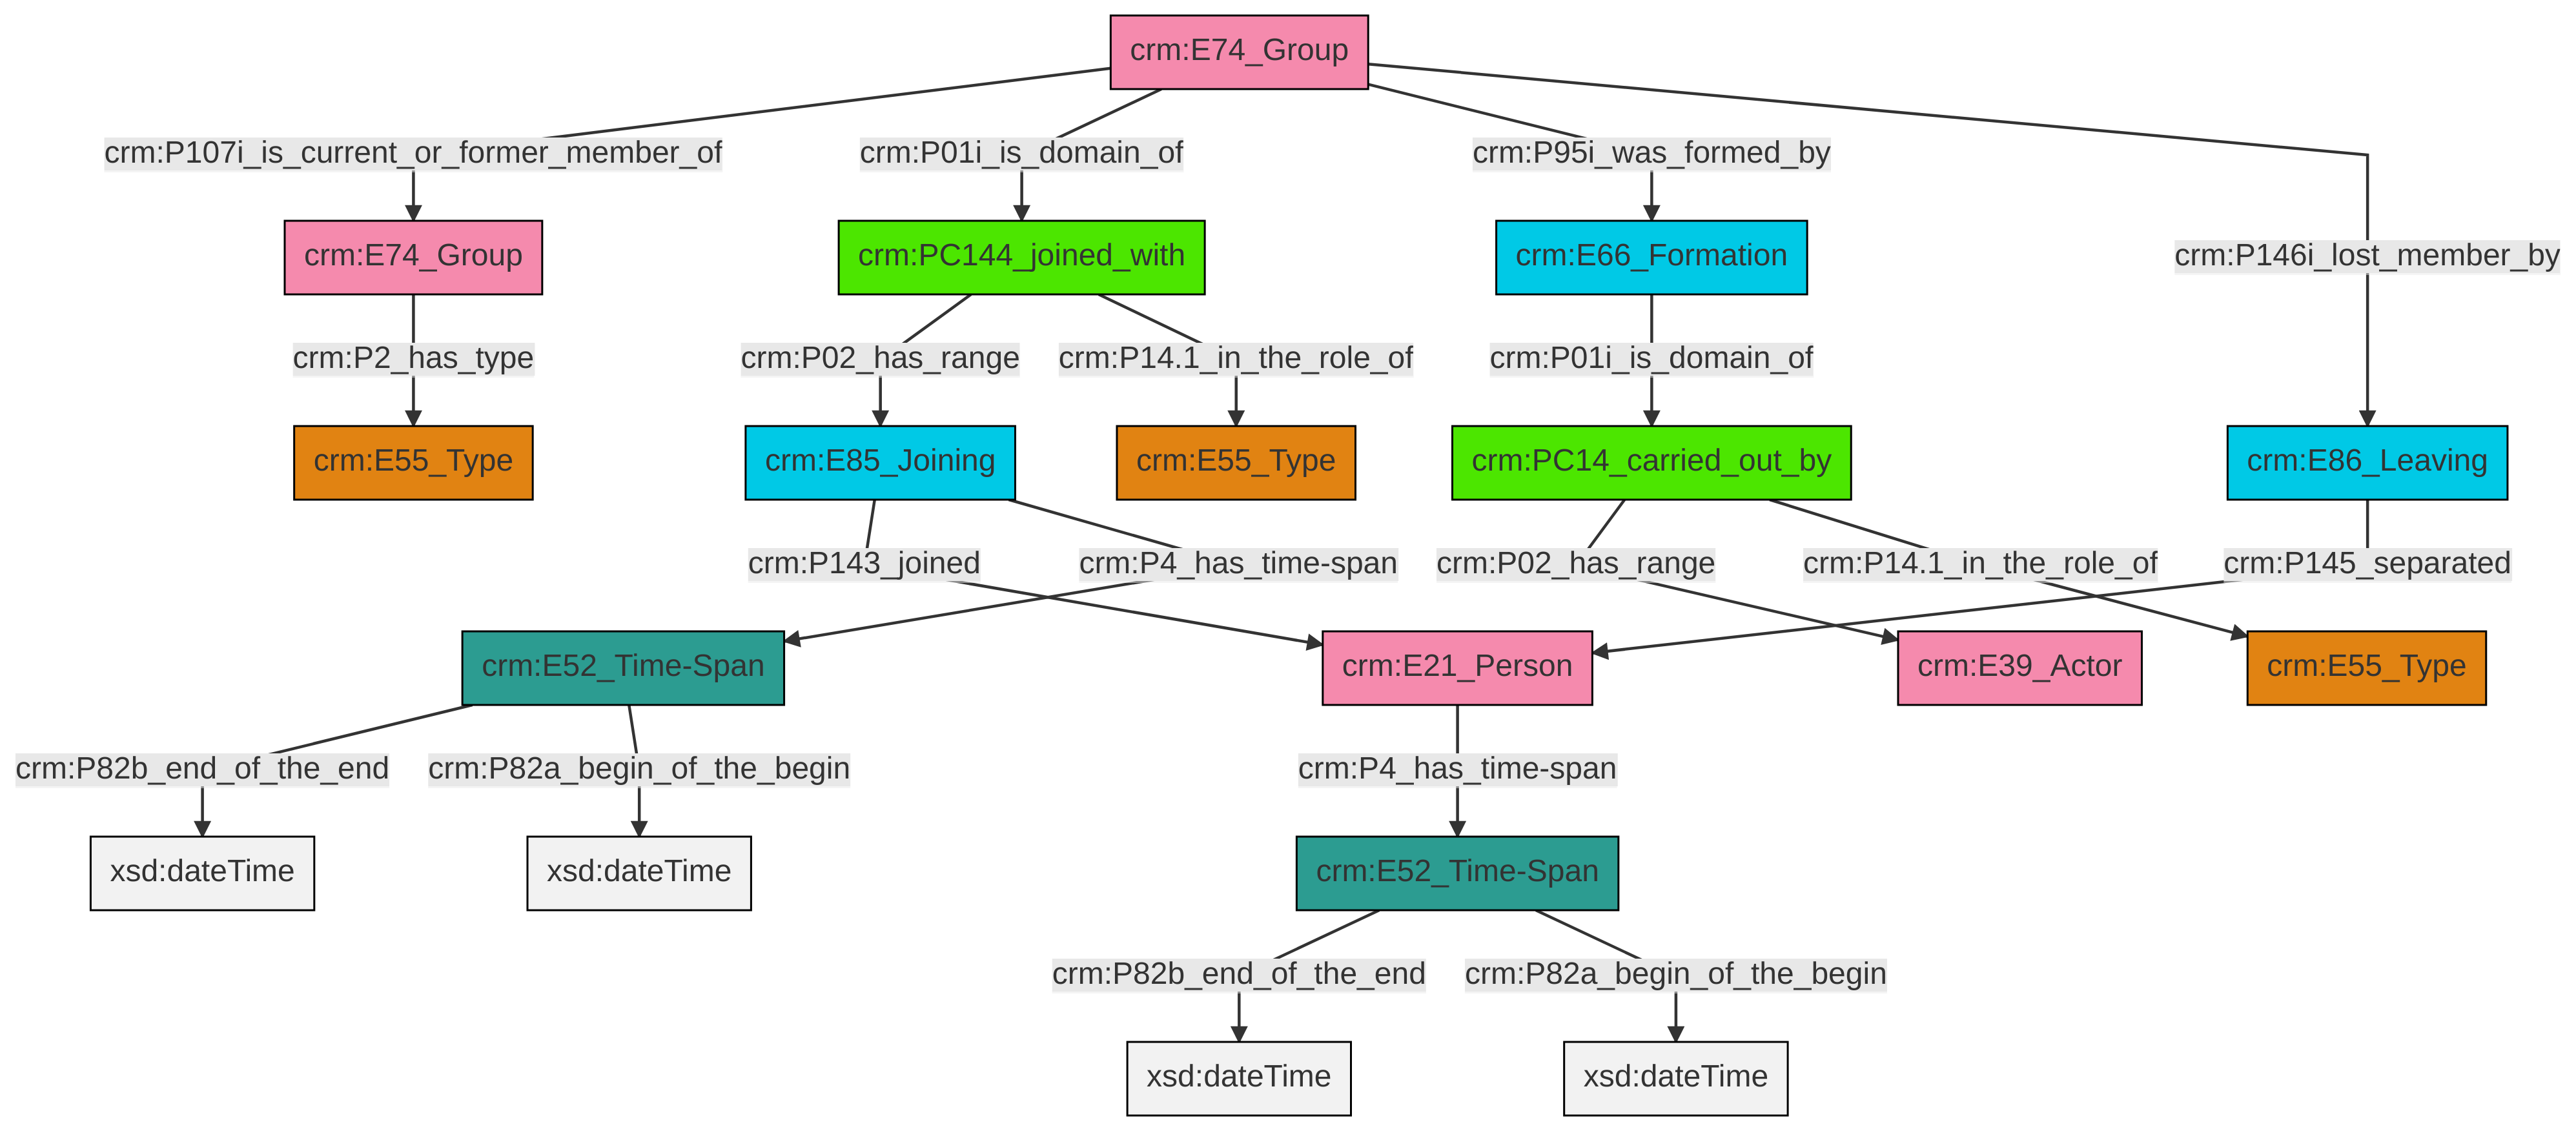 crm:E74_Group
crm:P107i_is_current_or_former_member_of
crm:P01i_is_domain_of
crm:P95i_was_formed_by
crm:E74_Group
crm:PC144_joined_with
crm:E66_Formation
crm:P146i_lost_member_by
crm:P2_has_type
crm:P02_has_range
crm:P14.1_in_the_role_of
crm:P01i_is_domain_of
crm:E55_Type
crm:E85_Joining
crm:E55_Type
crm:PC14_carried_out_by
crm:E86_Leaving
crm:P143_joined
crm:P4_has_time-span
crm:P02_has_range
crm:P14.1_in_the_role_of
crm:P145_separated
crm:E52_Time-Span
crm:E21_Person
crm:E39_Actor
crm:E55_Type
crm:P82b_end_of_the_end
crm:P82a_begin_of_the_begin
crm:P4_has_time-span
xsd:dateTime
xsd:dateTime
crm:E52_Time-Span
crm:P82b_end_of_the_end
crm:P82a_begin_of_the_begin
xsd:dateTime
xsd:dateTime